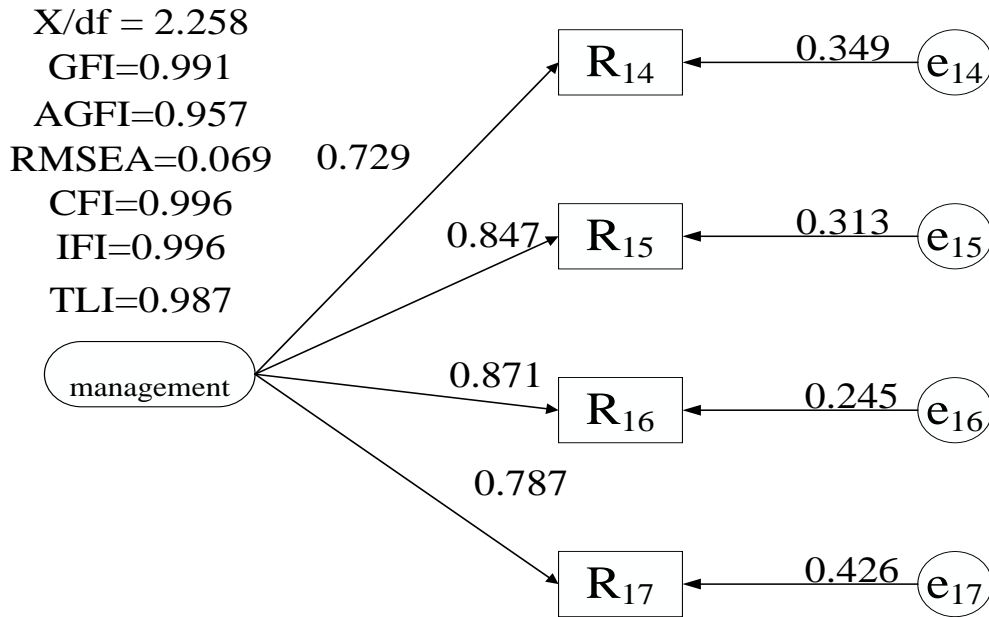 X/df = 2.258
GFI=0.991
AGFI=0.957
RMSEA=0.069
CFI=0.996
IFI=0.996
TLI=0.987
management
0.729
0.847
0.871
0.787
R14
0.349
e14
R15
0.313
e15
R16
0.245
e16
R17
0.426
e17